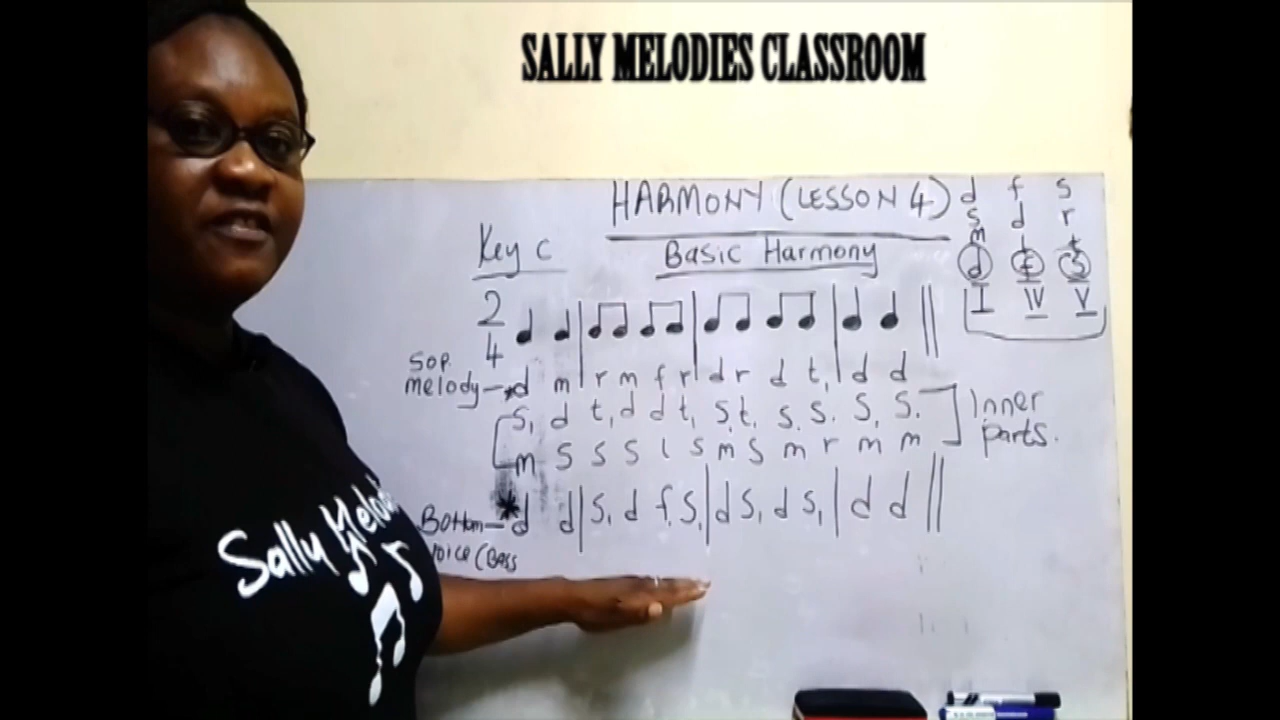 SALLY MELODIES CLASSROOM
HARMONY (LESSON 4)
Key C
Basic Harmony
d f s
s d r
m l t
d f s
I IV V
2
4
sop.
melody - d m | r m f r | d r d t, | d d
s, d t, d d t, s, t, s, s, s, s,
Inner
parts.
m s s s l s m s m r m m
Bottom - d d | s, d f, s, | d s, d s, | d d ||
voice (Bass
Sally Melodies